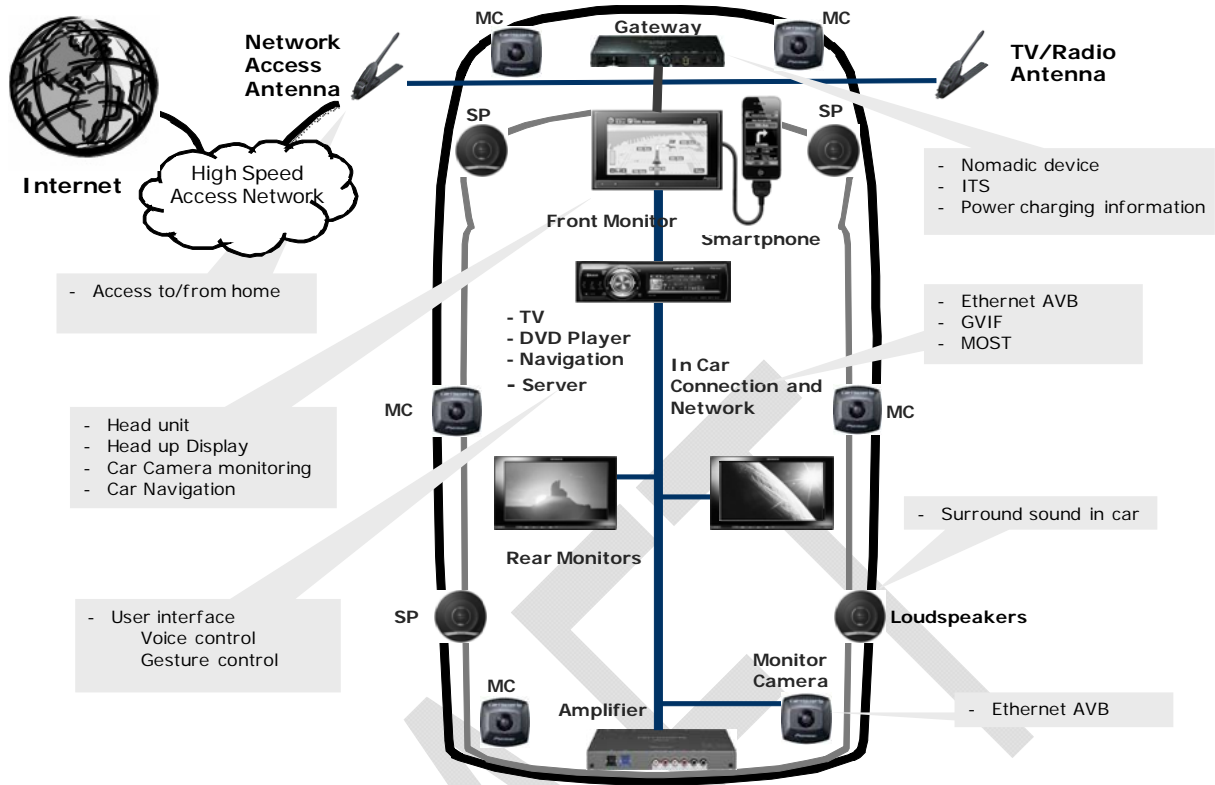 MC
Gateway
MC
Network
Access
Antenna
TV/Radio
Antenna
SP
SP
Internet
High Speed
Access Network
- Nomadic device
- ITS
- Power charging information
Front Monitor
Smartphone
- Access to/from home
- TV
- DVD Player
- Navigation
- Server
In Car
Connection and
Network
- Ethernet AVB
- GVIF
- MOST
MC
MC
- Head unit
- Head up Display
- Car Camera monitoring
- Car Navigation
- Surround sound in car
Rear Monitors
- User interface
Voice control
Gesture control
SP
Loudspeakers
MC
Monitor
Camera
Amplifier
- Ethernet AVB